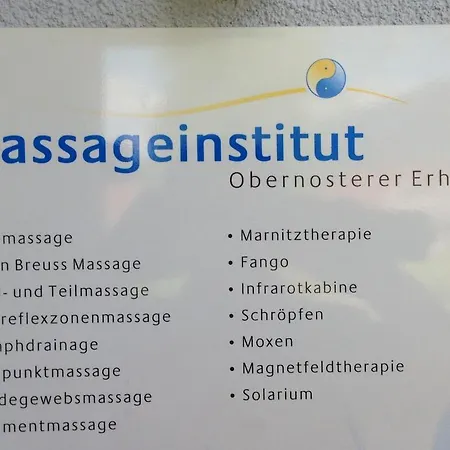 assageinstitut
Obernosterer Erh
massage
n Breuss Massage
- und Teilmassage
reflexzonenmassage
phdrainage
punktmassage
degewebsmassage
mentmassage
• Marnitztherapie
• Fango
• Infrarotkabine
• Schröpfen
• Moxen
• Magnetfeldtherapie
• Solarium